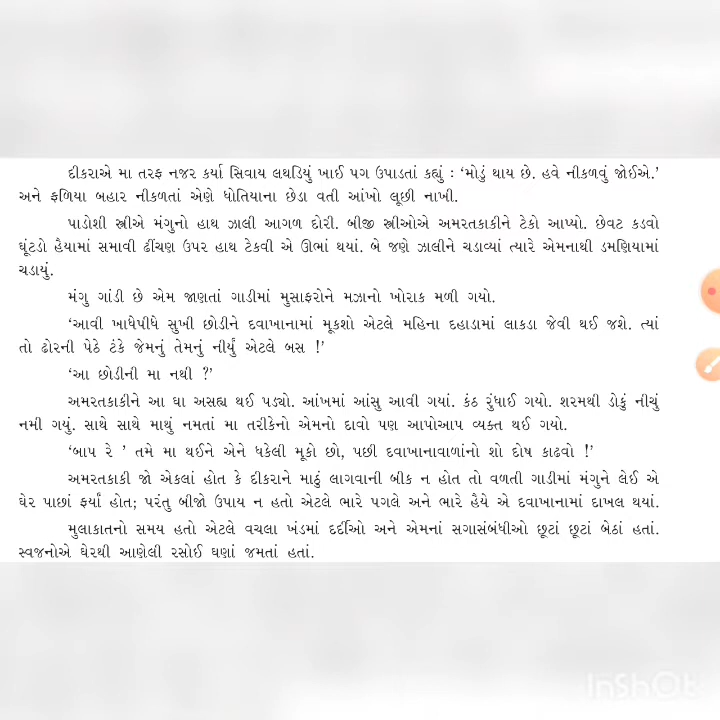 દીકરાએ મા તરફ નજર કર્યા સિવાય લથડિયું ખાઈ પગ ઉપાડતાં કહ્યું : ‘મોડું થાય છે. હવે નીકળવું જોઈએ.’
અને ફળિયા બહાર નીકળતાં એણે ધોતિયાના છેડા વતી આંખો લૂછી નાખી.
પાડોશી સ્ત્રીએ મંગુનો હાથ ઝાલી આગળ દોરી. બીજી સ્ત્રીઓએ અમરતકાકીને ટેકો આપ્યો. છેવટ કડવો
ઘૂંટડો હૈયામાં સમાવી ઢીંચણ ઉપર હાથ ટેકવી એ ઊભાં થયાં. બે જણે ઝાલીને ચડાવ્યાં ત્યારે એમનાથી ડમણિયામાં
ચડાયું.
મંગુ ગાંડી છે એમ જાણતાં ગાડીમાં મુસાફરોને મઝાનો ખોરાક મળી ગયો.
‘આવી ખાધેપીધે સુખી છોડીને દવાખાનામાં મૂકશો એટલે મહિના દહાડામાં લાકડા જેવી થઈ જશે. ત્યાં
તો ઢોરની પેઠે ટંકે જેમનું તેમનું નીર્યું એટલે બસ !’
‘આ છોડીની મા નથી ?’
અમરતકાકીને આ ઘા અસહ્ય થઈ પડ્યો. આંખમાં આંસુ આવી ગયાં. કંઠ રુંધાઈ ગયો. શરમથી ડોકું નીચું
નમી ગયું. સાથે સાથે માથું નમતાં મા તરીકેનો એમનો દાવો પણ આપોઆપ વ્યક્ત થઈ ગયો.
‘બાપ રે ’ તમે મા થઈને એને ધકેલી મૂકો છો, પછી દવાખાનાવાળાંનો શો દોષ કાઢવો !’
અમરતકાકી જો એકલાં હોત કે દીકરાને માઠું લાગવાની બીક ન હોત તો વળતી ગાડીમાં મંગુને લેઈ એ
ઘેર પાછાં ફર્યાં હોત; પરંતુ બીજો ઉપાય ન હતો એટલે ભારે પગલે અને ભારે હૈયે એ દવાખાનામાં દાખલ થયાં.
મુલાકાતનો સમય હતો એટલે વચલા ખંડમાં દર્દીઓ અને એમનાં સગાસંબંધીઓ છૂટાં છૂટાં બેઠાં હતાં.
સ્વજનોએ ઘેરથી આણેલી રસોઈ ઘણાં જમતાં હતાં.
InShOt